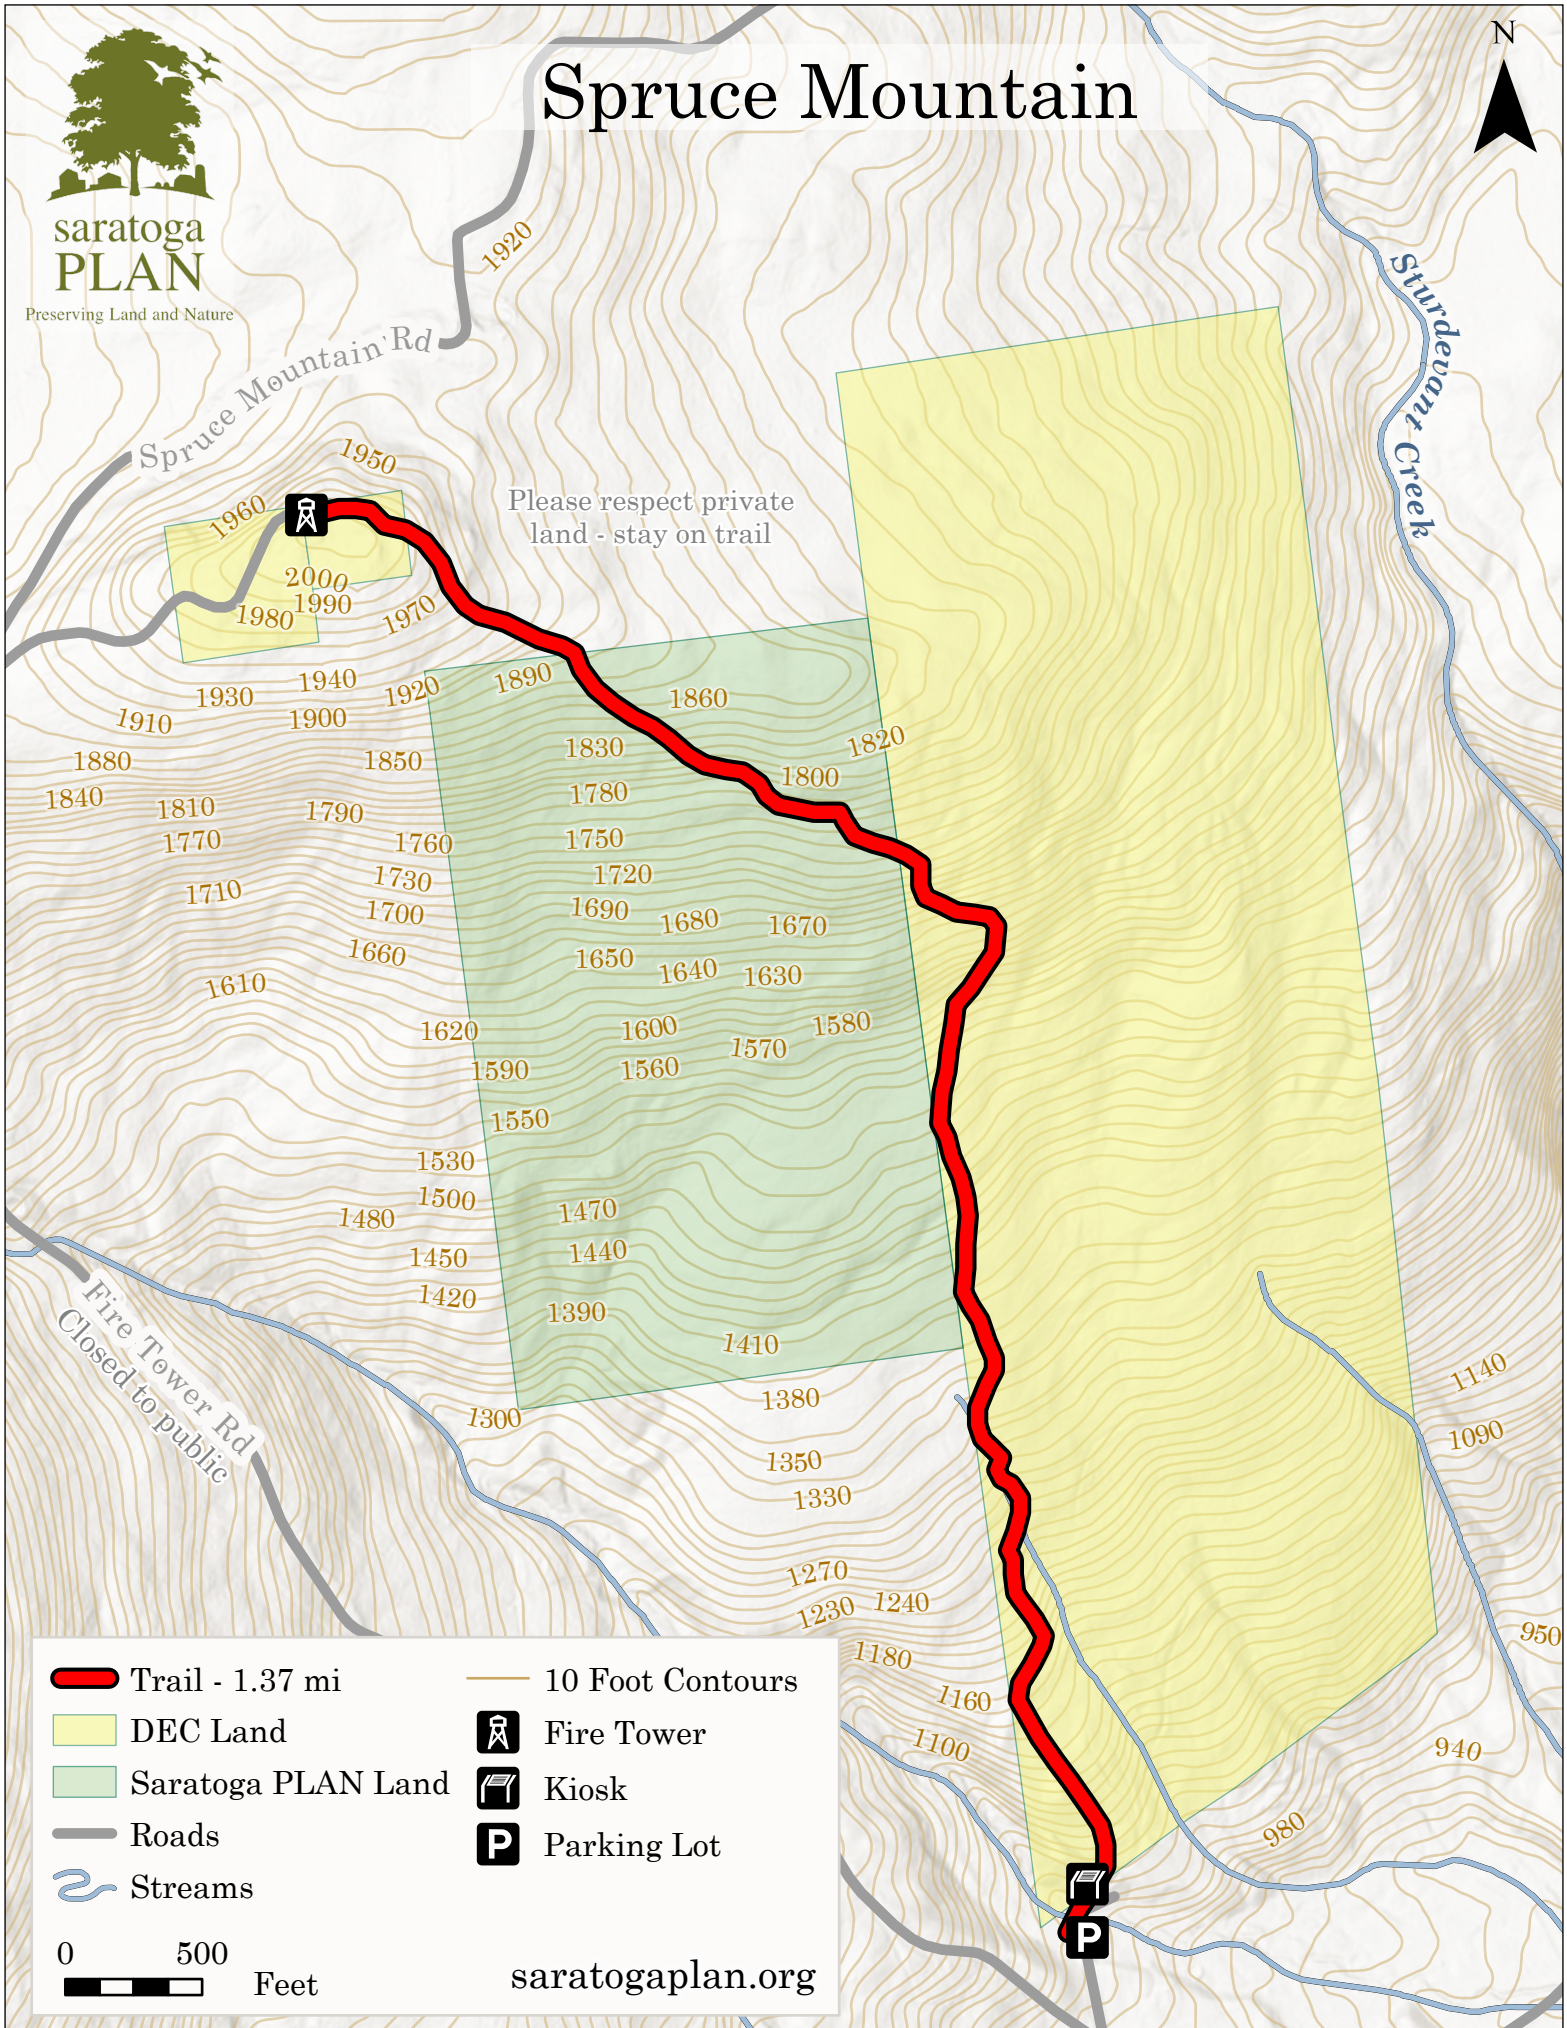 Spruce Mountain
N
saratoga
PLAN
Preserving Land and Nature
Sturdevant Creek
1920
Spruce Mountain Rd
1950
1960
Please respect private
land - stay on trail
2000
1990
1980
1970
1940
1930
1920
1890
1860
1910
1900
1820
1880
1850
1830
1800
1840
1810
1790
1780
1770
1760
1750
1730
1720
1710
1700
1690
1680
1670
1660
1650
1640
1630
1610
1620
1600
1580
1570
1590
1560
1550
1530
1500
1480
1470
1450
1440
1420
1390
1410
Fire Tower Rd
Closed to public
1380
1300
1140
1090
1350
1330
1270
1230
1240
1180
1160
1100
950
940
980
Trail - 1.37 mi
DEC Land
Saratoga PLAN Land
Roads
Streams
10 Foot Contours
Fire Tower
Kiosk
P
Parking Lot
0
500
Feet
saratogaplan.org
P